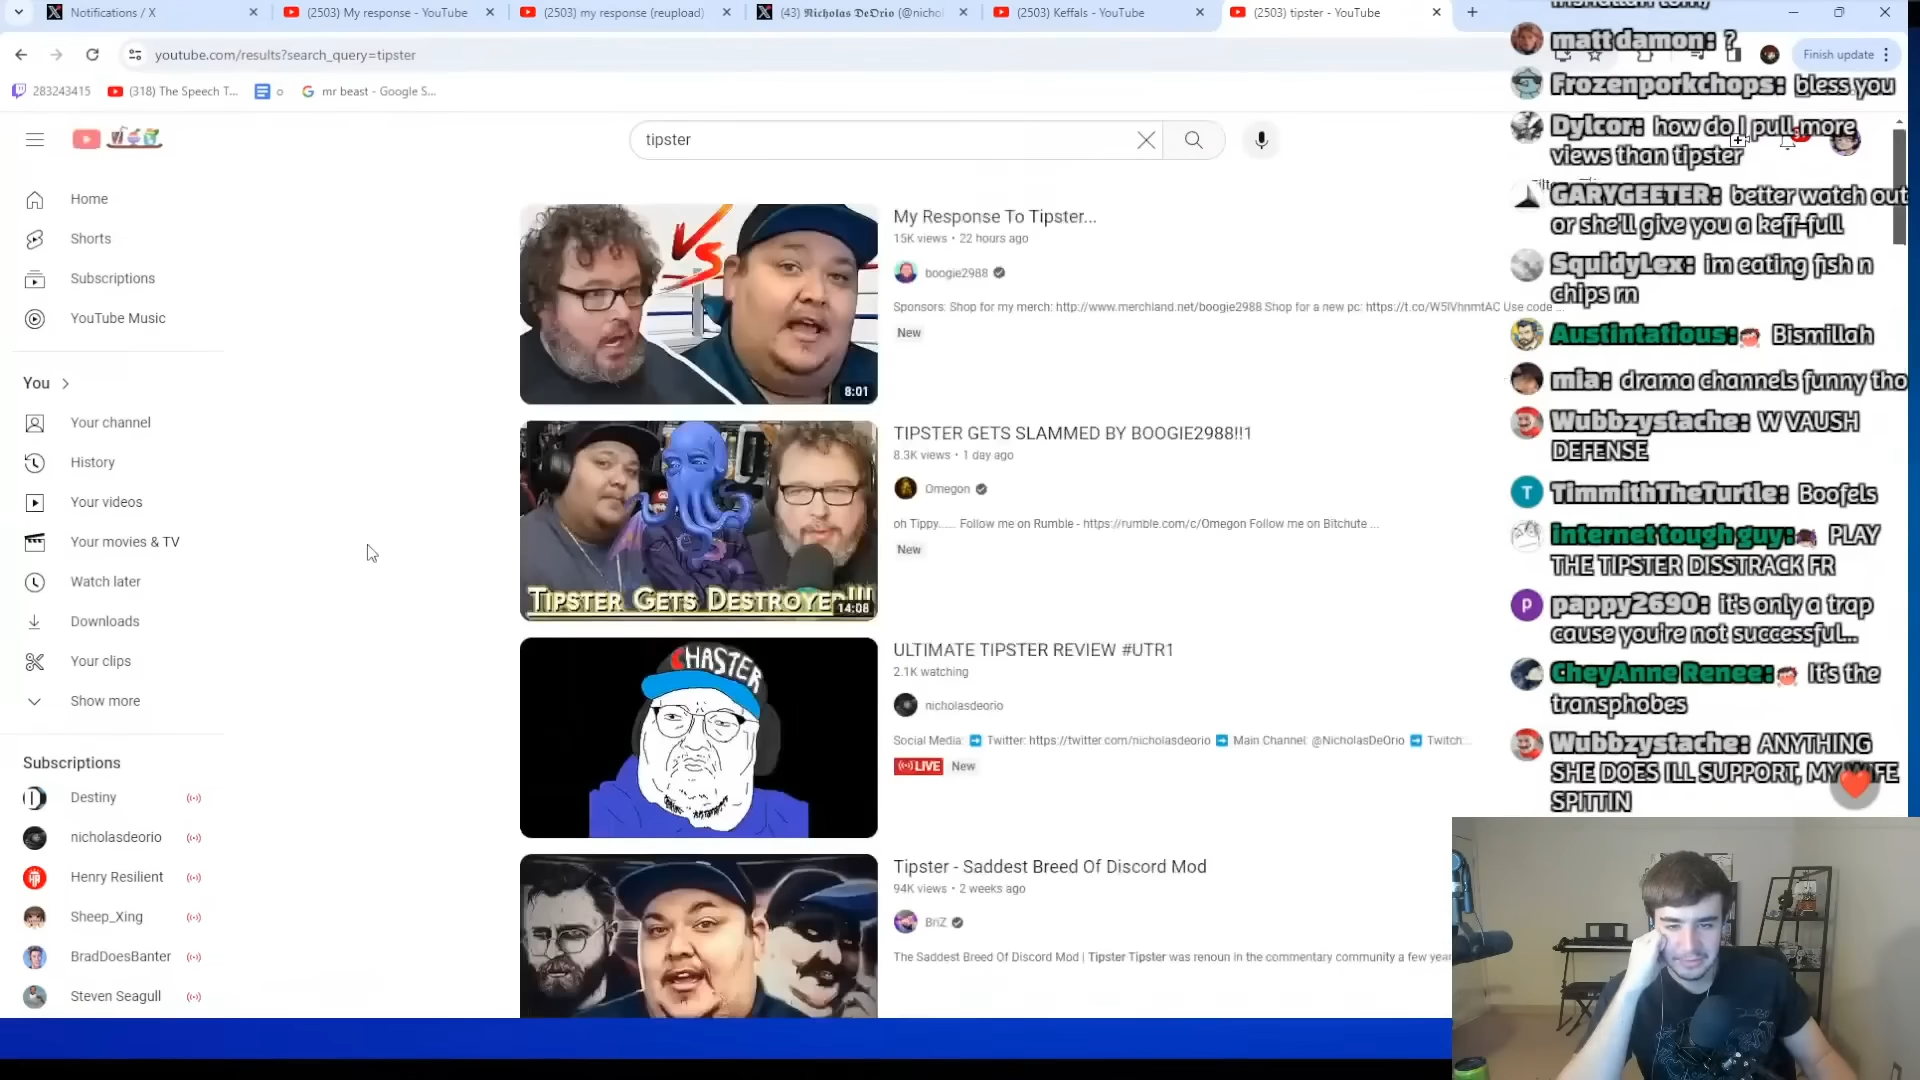 Notifications / X
(2503) My response - YouTube
(2503) my response (reupload)
(43) 𝕹𝖎𝖈𝖍𝖔𝖑𝖆𝖘 𝕯𝖊𝕺𝖗𝖎𝖔 (@nichol
(2503) Keffals - YouTube
(2503) tipster - YouTube
youtube.com/results?search_query=tipster
Finish update
283243415
(318) The Speech T...
o
mr beast - Google S...
tipster
Home
Shorts
Subscriptions
YouTube Music
You
Your channel
History
Your videos
Your movies & TV
Watch later
Downloads
Your clips
Show more
Subscriptions
Destiny
nicholasdeorio
Henry Resilient
Sheep_Xing
BradDoesBanter
Steven Seagull
VS
8:01
My Response To Tipster...
15K views • 22 hours ago
boogie2988
Sponsors: Shop for my merch: http://www.merchland.net/boogie2988 Shop for a new pc: https://t.co/W5lVhnmtAC Use code ...
New
TIPSTER GETS DESTROYED!!!
14:08
TIPSTER GETS SLAMMED BY BOOGIE2988!!1
8.3K views • 1 day ago
Omegon
oh Tippy...... Follow me on Rumble - https://rumble.com/c/Omegon Follow me on Bitchute ...
New
CHASTER
ULTIMATE TIPSTER REVIEW #UTR1
2.1K watching
nicholasdeorio
Social Media: ➡ Twitter: https://twitter.com/nicholasdeorio ➡ Main Channel: @NicholasDeOrio ➡ Twitch...
LIVE New
Tipster - Saddest Breed Of Discord Mod
94K views • 2 weeks ago
BriZ
The Saddest Breed Of Discord Mod | Tipster Tipster was renoun in the commentary community a few year
matt damon: ?
Frozenporkchops: bless you
Dylcor: how do I pull more
views than tipster
GARYGEETER: better watch out
or she'll give you a keff-full
SquidyLex: im eating fish n
chips rn
Austintatious: Bismillah
mia: drama channels funny tho
Wubbzystache: W VAUSH
DEFENSE
T
TimmithTheTurtle: Boofels
internet tough guy: PLAY
THE TIPSTER DISSTRACK FR
p
pappy2690: it's only a trap
cause you're not successful...
CheyAnne Renee: It's the
transphobes
Wubbzystache: ANYTHING
SHE DOES ILL SUPPORT, MY WIFE
SPITTIN